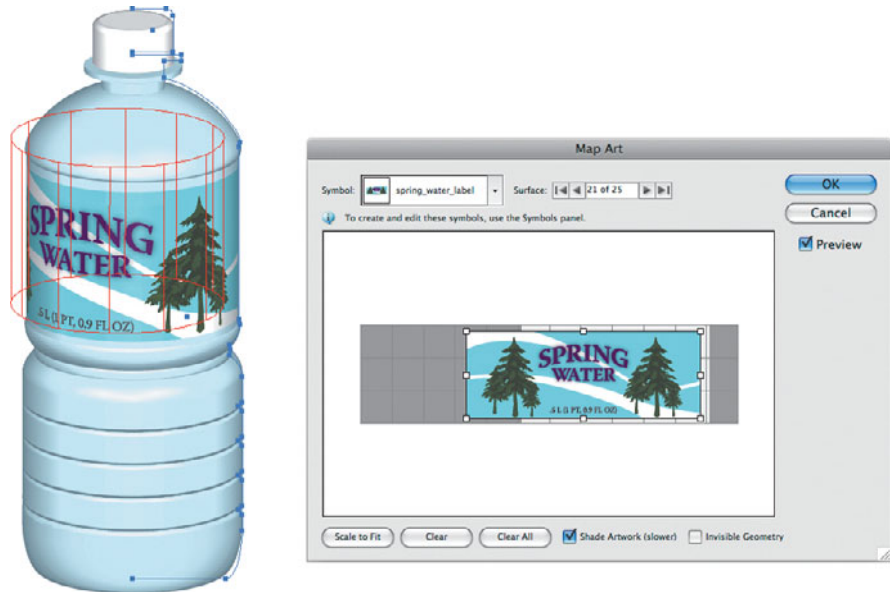 SPRING
WATER
.5 L (1 PT, 0.9 FL OZ)
Map Art
Symbol: spring_water_label Surface: 21 of 25
To create and edit these symbols, use the Symbols panel.
OK
Cancel
Preview
SPRING
WATER
.5 L (1 PT, 0.9 FL OZ)
Scale to Fit Clear Clear All Shade Artwork (slower) Invisible Geometry